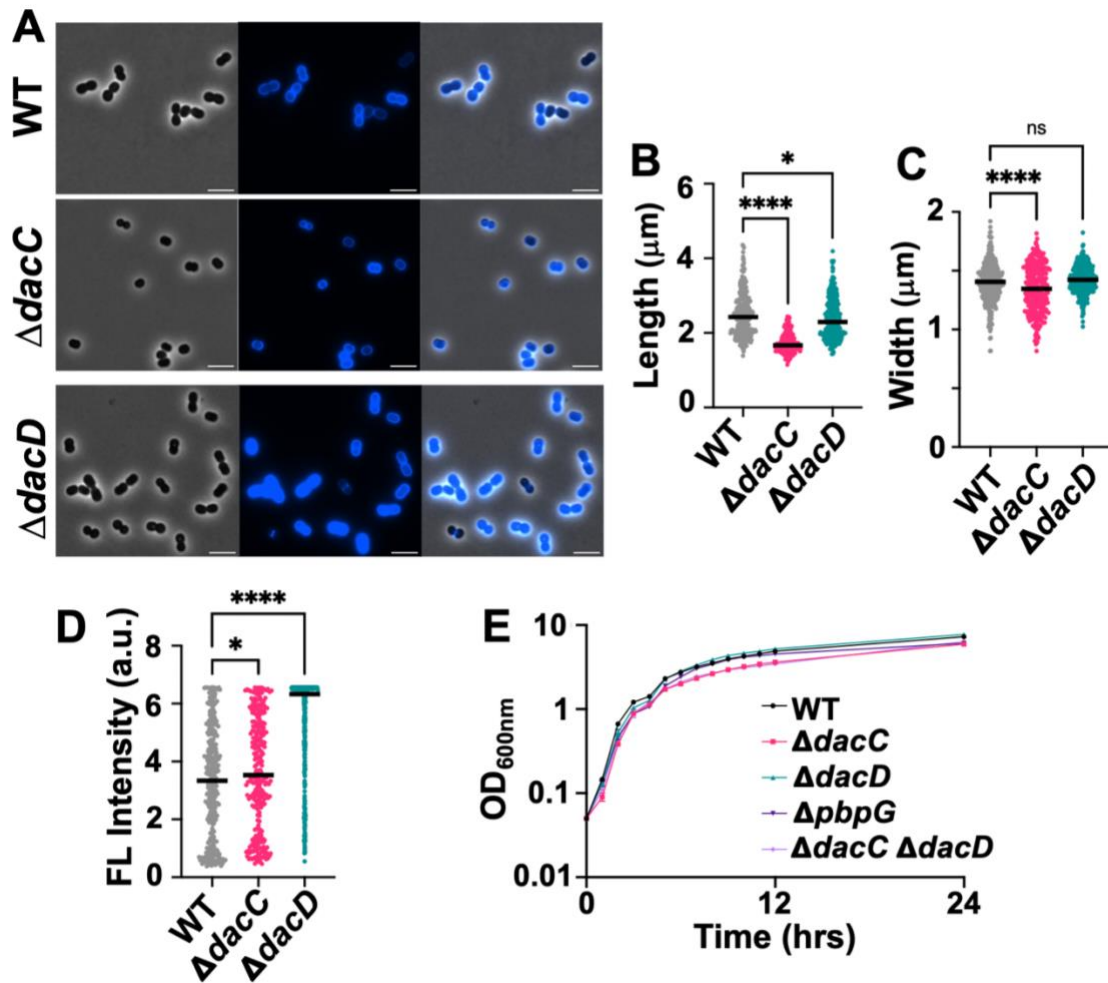 A
WT
ΔdacC
ΔdacD
B
Length (μm)
6
4
2
0
*
****
WT
ΔdacC
ΔdacD
C
Width (μm)
2
1
0
ns
****
WT
ΔdacC
ΔdacD
D
FL Intensity (a.u.)
8
6
4
2
0
****
*
WT
ΔdacC
ΔdacD
E
OD600nm
10
1
0.1
0.01
0
12
24
Time (hrs)
WT
ΔdacC
ΔdacD
ΔpbpG
ΔdacC ΔdacD